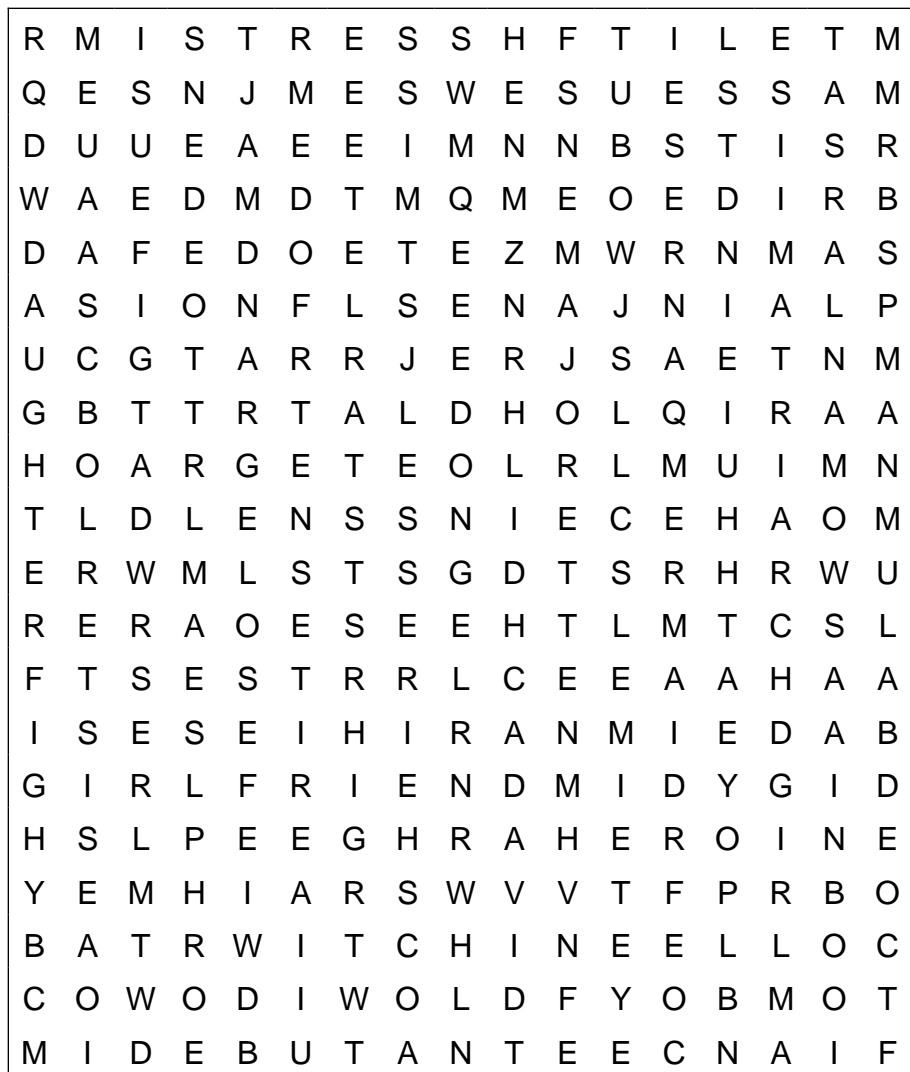 R M I S T R E S S H F T I L E T M
Q E S N J M E S W E S U E S S A M
D U U E A E E I M N N B S T I S R
W A E D M D T M Q M E O E D I R B
D A F E D O E T E Z M W R N M A S
A S I O N F L S E N A J N I A L P
U C G T A R R J E R J S A E T N M
G B T T R T A L D H O L Q I R A A
H O A R G E T E O L R L M U I M N
T L D L E N S S N I E C E H A O M
E R W M L S T S G D T S R H R W U
R E R A O E S E E H T L M T C S L
F T S E S T R R L C E E A A H A A
I S E S E I H I R A N M I E D A B
G I R L F R I E N D M I D Y G I D
H S L P E E G H R A H E R O I N E
Y E M H I A R S W V V T F P R B O
B A T R W I T C H I N E E L L O C
C O W O D I W O L D F Y O B M O T
M I D E B U T A N T E E C N A I F